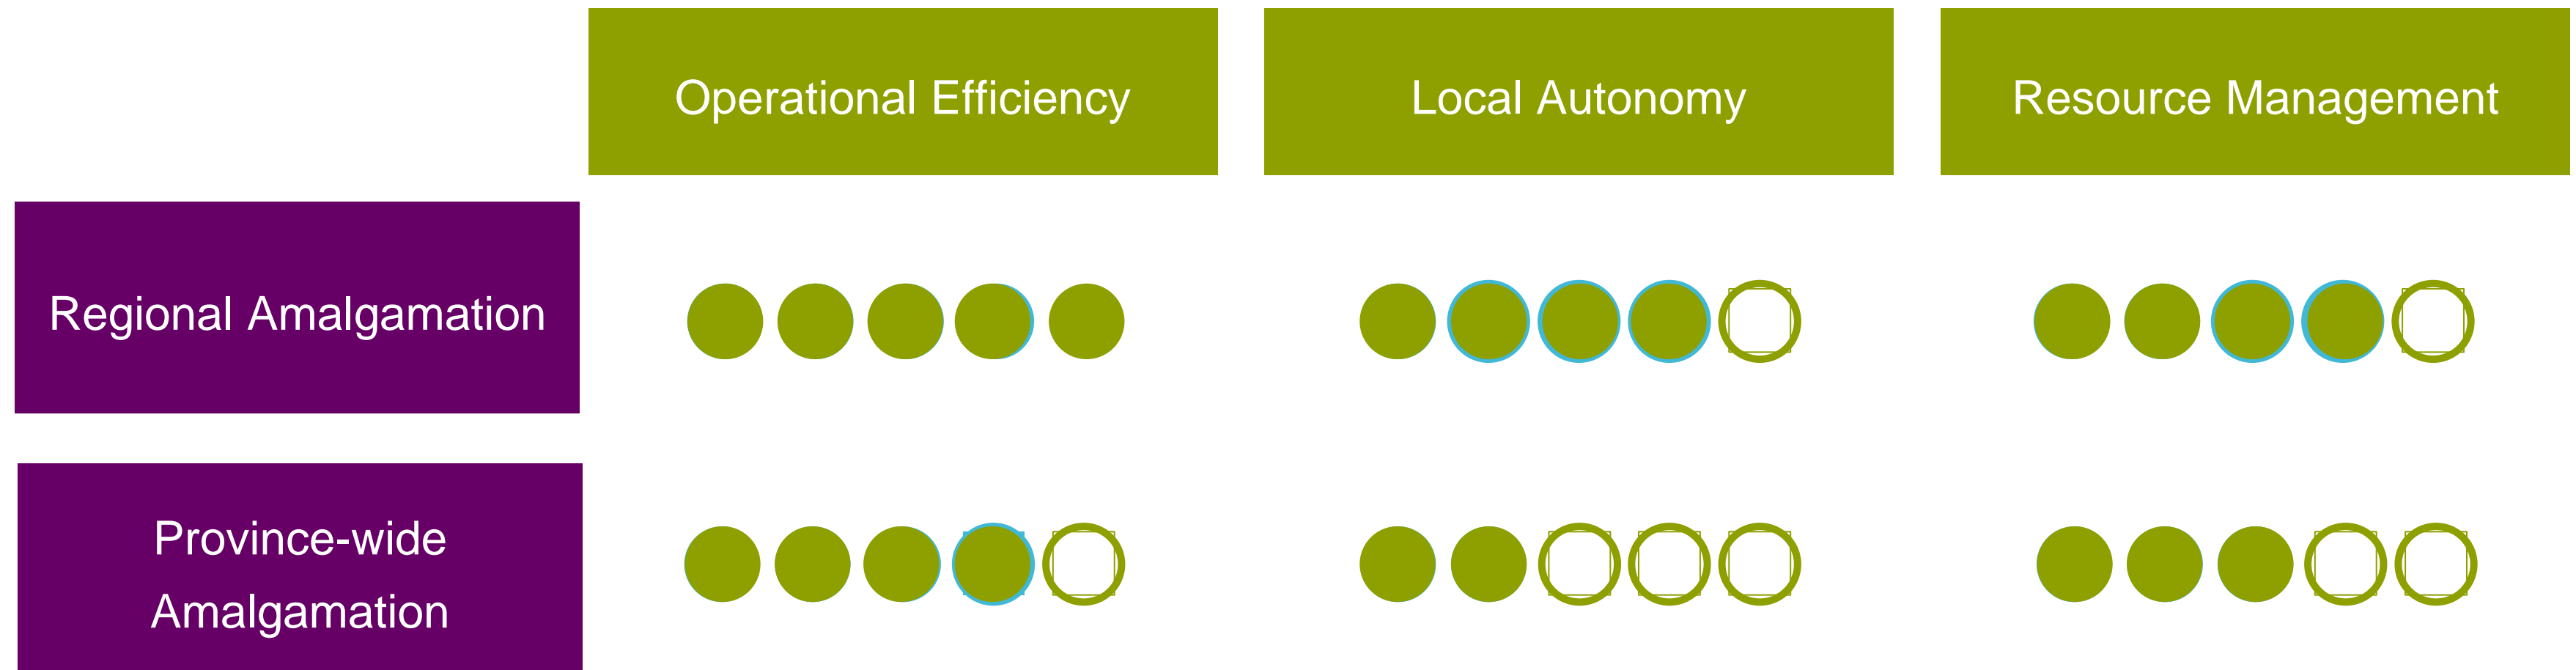 Operational Efficiency
Local Autonomy
Resource Management
Regional Amalgamation
Province-wide
Amalgamation